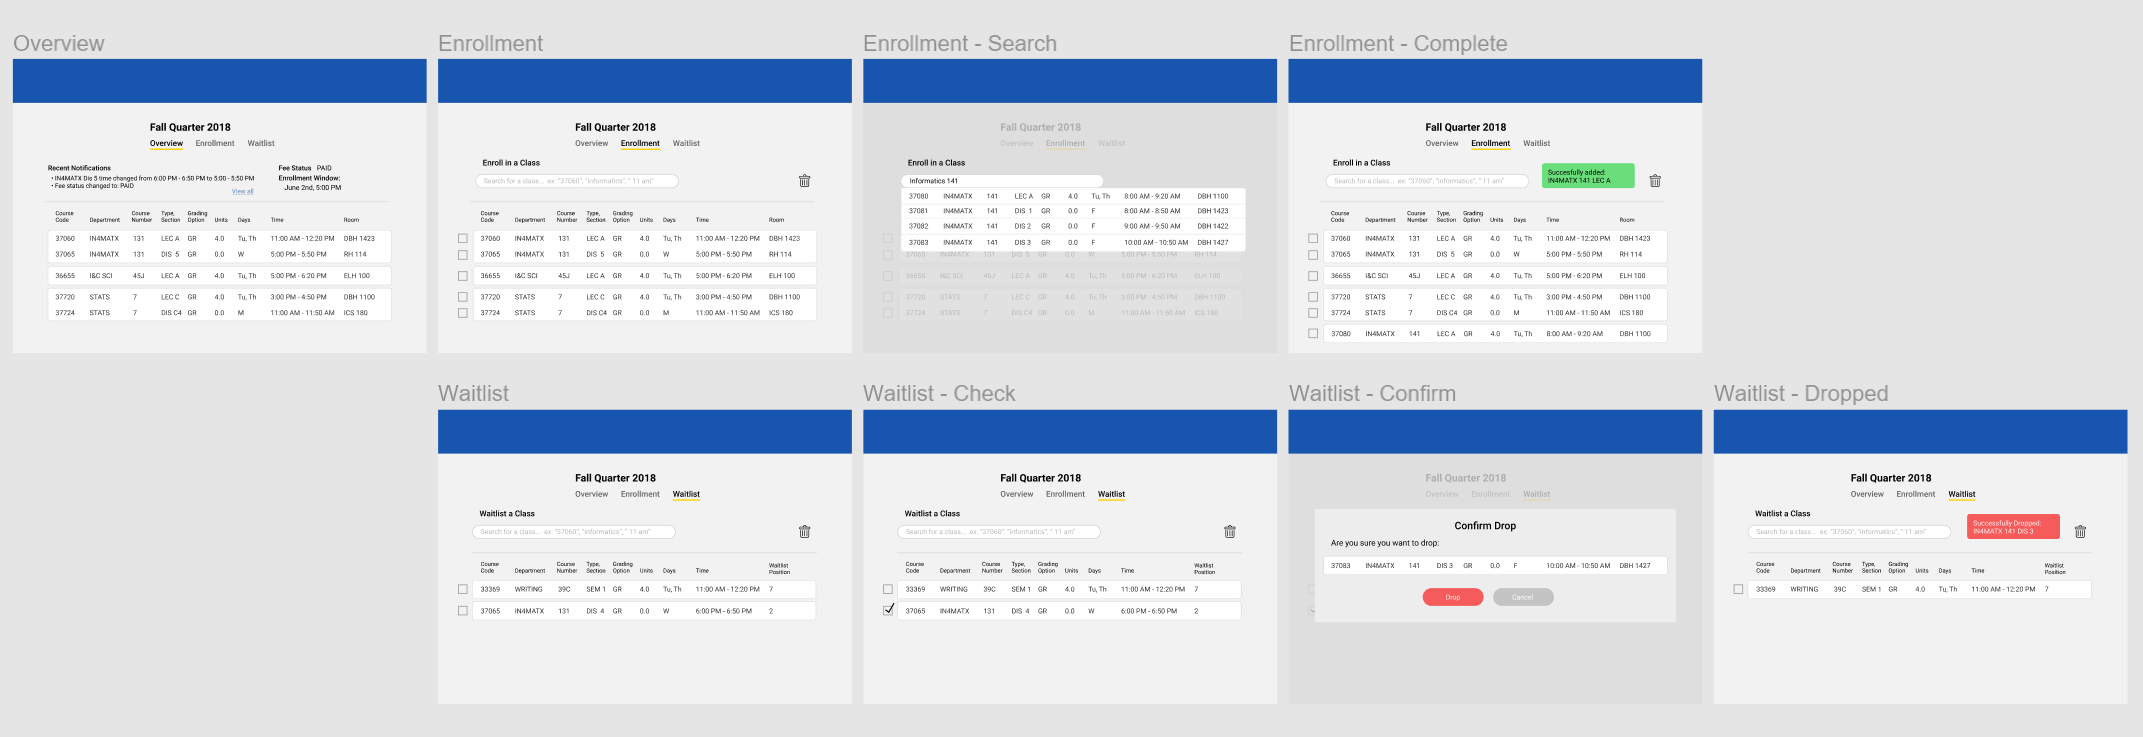 Overview
Fall Quarter 2018
Overview Enrollment Waitlist
Recent Notifications
• IN4MATX Dis 5 time changed from 6:00 PM - 6:50 PM to 5:00 - 5:50 PM
• Fee status changed to: PAID
View all
Fee Status PAID
Enrollment Window:
June 2nd, 5:00 PM
Course Code Department Course Number Type, Section Grading Option Units Days Time Room
37060 IN4MATX 131 LEC A GR 4.0 Tu, Th 11:00 AM - 12:20 PM DBH 1423
37065 IN4MATX 131 DIS 5 GR 0.0 W 5:00 PM - 5:50 PM RH 114
36655 I&C SCI 45J LEC A GR 4.0 Tu, Th 5:00 PM - 6:20 PM ELH 100
37720 STATS 7 LEC C GR 4.0 Tu, Th 3:00 PM - 4:50 PM DBH 1100
37724 STATS 7 DIS C4 GR 0.0 M 11:00 AM - 11:50 AM ICS 180
Enrollment
Fall Quarter 2018
Overview Enrollment Waitlist
Enroll in a Class
Search for a class... ex: "37060", "informatics", " 11 am"
Course Code Department Course Number Type, Section Grading Option Units Days Time Room
37060 IN4MATX 131 LEC A GR 4.0 Tu, Th 11:00 AM - 12:20 PM DBH 1423
37065 IN4MATX 131 DIS 5 GR 0.0 W 5:00 PM - 5:50 PM RH 114
36655 I&C SCI 45J LEC A GR 4.0 Tu, Th 5:00 PM - 6:20 PM ELH 100
37720 STATS 7 LEC C GR 4.0 Tu, Th 3:00 PM - 4:50 PM DBH 1100
37724 STATS 7 DIS C4 GR 0.0 M 11:00 AM - 11:50 AM ICS 180
Enrollment - Search
Fall Quarter 2018
Overview Enrollment Waitlist
Enroll in a Class
Informatics 141
37080 IN4MATX 141 LEC A GR 4.0 Tu, Th 8:00 AM - 9:20 AM DBH 1100
37081 IN4MATX 141 DIS 1 GR 0.0 F 8:00 AM - 8:50 AM DBH 1423
37082 IN4MATX 141 DIS 2 GR 0.0 F 9:00 AM - 9:50 AM DBH 1422
37083 IN4MATX 141 DIS 3 GR 0.0 F 10:00 AM - 10:50 AM DBH 1427
37065 IN4MATX 131 DIS 5 GR 0.0 W 5:00 PM - 5:50 PM RH 114
36655 I&C SCI 45J LEC A GR 4.0 Tu, Th 5:00 PM - 6:20 PM ELH 100
37720 STATS 7 LEC C GR 4.0 Tu, Th 3:00 PM - 4:50 PM DBH 1100
37724 STATS 7 DIS C4 GR 0.0 M 11:00 AM - 11:50 AM ICS 180
Enrollment - Complete
Fall Quarter 2018
Overview Enrollment Waitlist
Enroll in a Class
Search for a class... ex: "37060", "informatics", " 11 am"
Succesfully added:
IN4MATX 141 LEC A
Course Code Department Course Number Type, Section Grading Option Units Days Time Room
37060 IN4MATX 131 LEC A GR 4.0 Tu, Th 11:00 AM - 12:20 PM DBH 1423
37065 IN4MATX 131 DIS 5 GR 0.0 W 5:00 PM - 5:50 PM RH 114
36655 I&C SCI 45J LEC A GR 4.0 Tu, Th 5:00 PM - 6:20 PM ELH 100
37720 STATS 7 LEC C GR 4.0 Tu, Th 3:00 PM - 4:50 PM DBH 1100
37724 STATS 7 DIS C4 GR 0.0 M 11:00 AM - 11:50 AM ICS 180
37080 IN4MATX 141 LEC A GR 4.0 Tu, Th 8:00 AM - 9:20 AM DBH 1100
Waitlist
Fall Quarter 2018
Overview Enrollment Waitlist
Waitlist a Class
Search for a class... ex: "37060", "informatics", " 11 am"
Course Code Department Course Number Type, Section Grading Option Units Days Time Waitlist Position
33369 WRITING 39C SEM 1 GR 4.0 Tu, Th 11:00 AM - 12:20 PM 7
37065 IN4MATX 131 DIS 4 GR 0.0 W 6:00 PM - 6:50 PM 2
Waitlist - Check
Fall Quarter 2018
Overview Enrollment Waitlist
Waitlist a Class
Search for a class... ex: "37060", "informatics", " 11 am"
Course Code Department Course Number Type, Section Grading Option Units Days Time Waitlist Position
33369 WRITING 39C SEM 1 GR 4.0 Tu, Th 11:00 AM - 12:20 PM 7
37065 IN4MATX 131 DIS 4 GR 0.0 W 6:00 PM - 6:50 PM 2
Waitlist - Confirm
Fall Quarter 2018
Overview Enrollment Waitlist
Confirm Drop
Are you sure you want to drop:
37083 IN4MATX 141 DIS 3 GR 0.0 F 10:00 AM - 10:50 AM DBH 1427
Drop Cancel
Waitlist - Dropped
Fall Quarter 2018
Overview Enrollment Waitlist
Waitlist a Class
Search for a class... ex: "37060", "informatics", " 11 am"
Successfully Dropped:
IN4MATX 141 DIS 3
Course Code Department Course Number Type, Section Grading Option Units Days Time Waitlist Position
33369 WRITING 39C SEM 1 GR 4.0 Tu, Th 11:00 AM - 12:20 PM 7